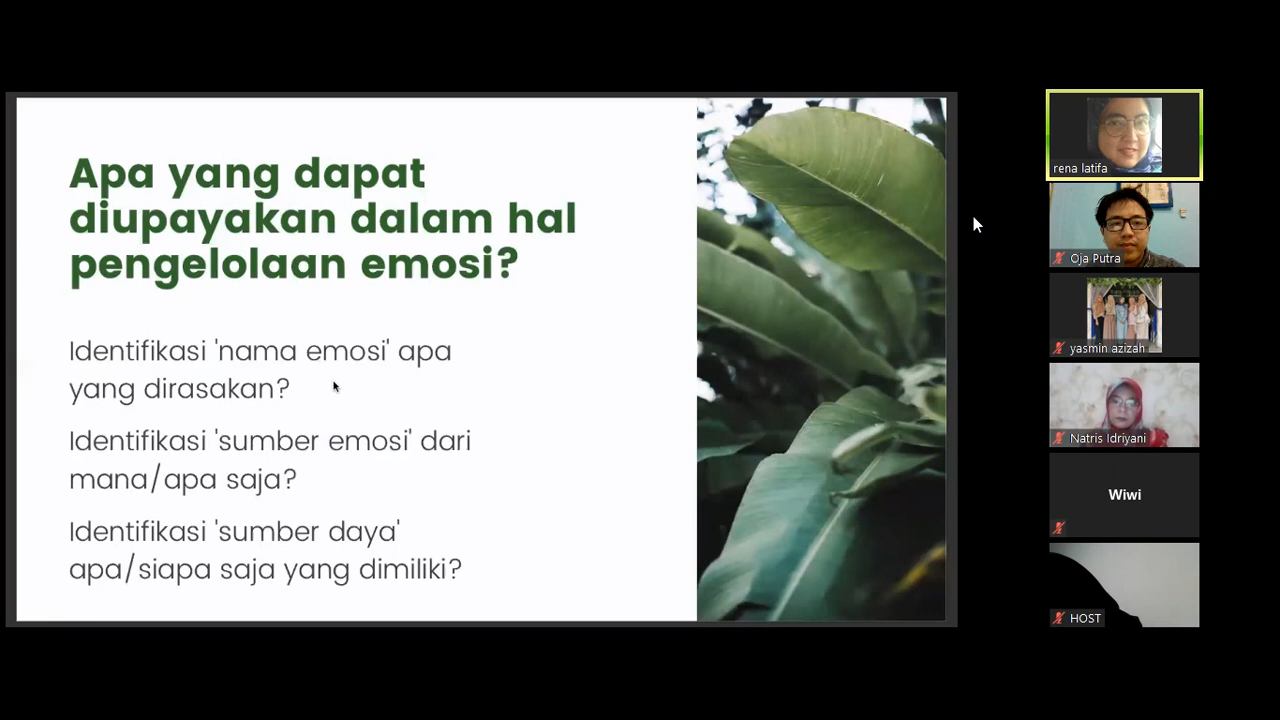 Apa yang dapat
diupayakan dalam hal
pengelolaan emosi?
Identifikasi 'nama emosi' apa
yang dirasakan?
Identifikasi 'sumber emosi' dari
mana/apa saja?
Identifikasi 'sumber daya'
apa/siapa saja yang dimiliki?
rena latifa
Oja Putra
yasmin azizah
Natris Idriyani
Wiwi
HOST